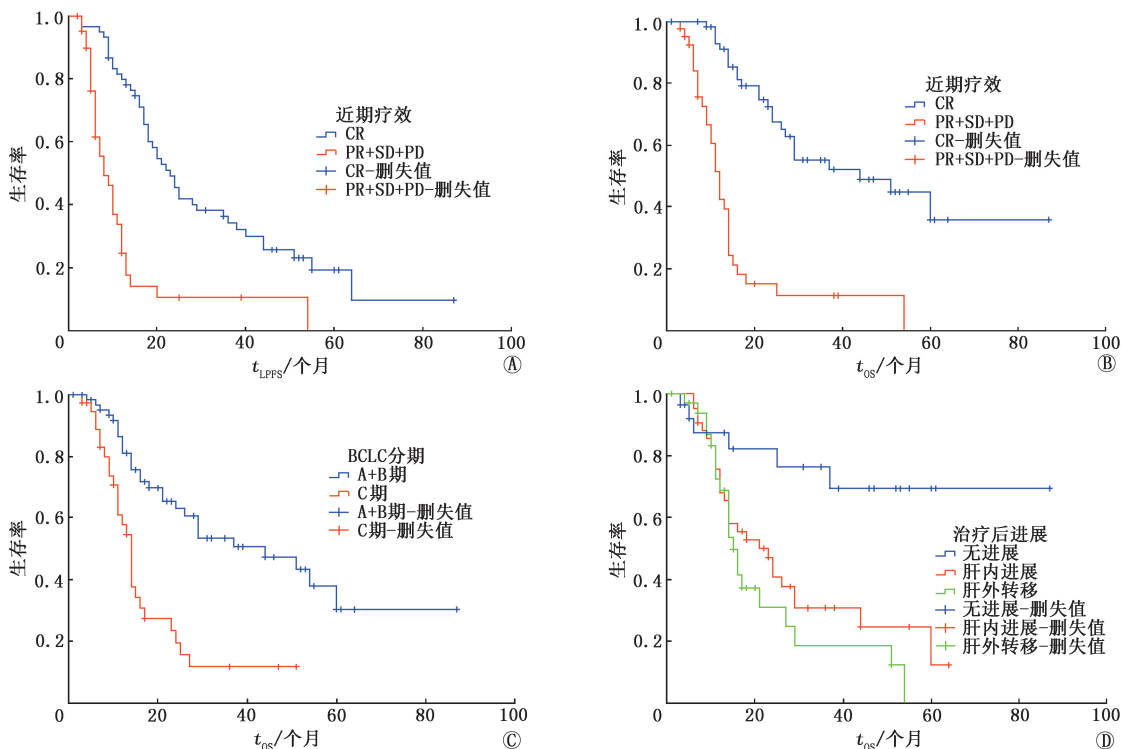 1.0
0.8
0.6
0.4
0.2
0
20
40
60
80
100
生存率
tLPFS/个月
近期疗效
CR
PR+SD+PD
CR-删失值
PR+SD+PD-删失值
Ⓐ
1.0
0.8
0.6
0.4
0.2
0
20
40
60
80
100
生存率
tOS/个月
近期疗效
CR
PR+SD+PD
CR-删失值
PR+SD+PD-删失值
Ⓑ
1.0
0.8
0.6
0.4
0.2
0
20
40
60
80
100
生存率
tOS/个月
BCLC分期
A+B期
C期
A+B期-删失值
C期-删失值
Ⓒ
1.0
0.8
0.6
0.4
0.2
0
20
40
60
80
100
生存率
tOS/个月
治疗后进展
无进展
肝内进展
肝外转移
无进展-删失值
肝内进展-删失值
肝外转移-删失值
Ⓓ